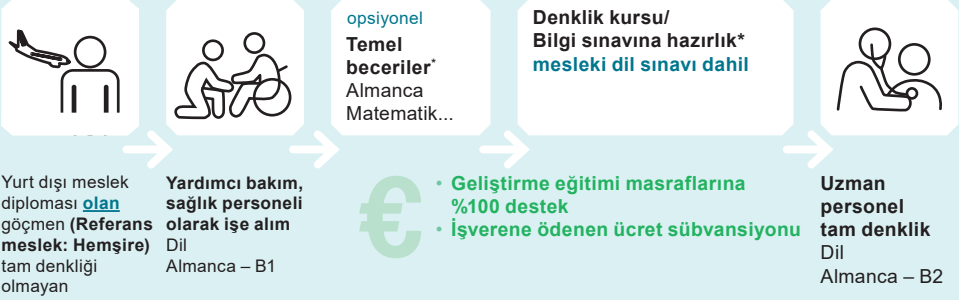 opsiyonel
Temel
beceriler*
Almanca
Matematik...
Denklik kursu/
Bilgi sınavına hazırlık*
mesleki dil sınavı dahil
Yurt dışı meslek
diploması olan
göçmen (Referans
meslek: Hemşire)
tam denkliği
olmayan
Yardımcı bakım,
sağlık personeli
olarak işe alım
Dil
Almanca – B1
€
• Geliştirme eğitimi masraflarına
%100 destek
• İşverene ödenen ücret sübvansiyonu
Uzman
personel
tam denklik
Dil
Almanca – B2